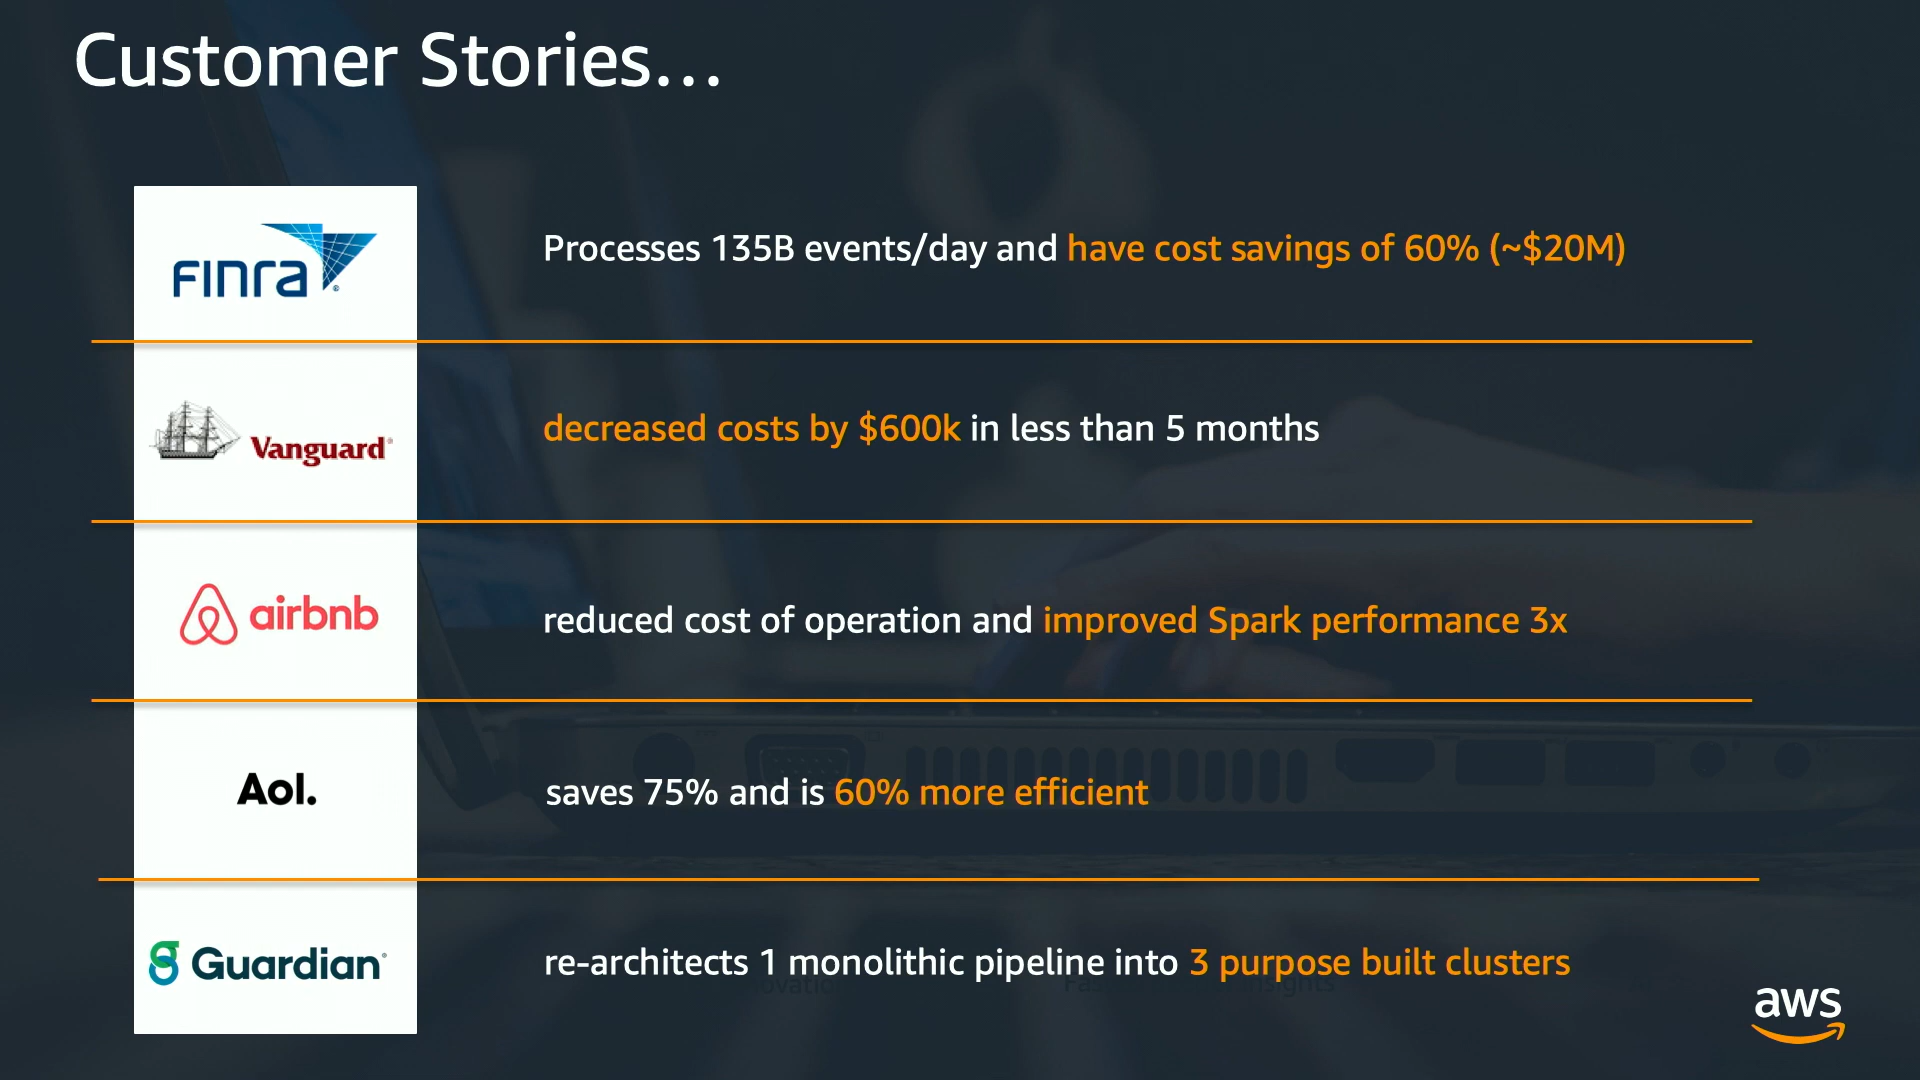 Customer Stories...
FINRA
Processes 135B events/day and have cost savings of 60% (~$20M)
Vanguard
decreased costs by $600k in less than 5 months
airbnb
reduced cost of operation and improved Spark performance 3x
Aol.
saves 75% and is 60% more efficient
Guardian
re-architects 1 monolithic pipeline into 3 purpose built clusters
aws